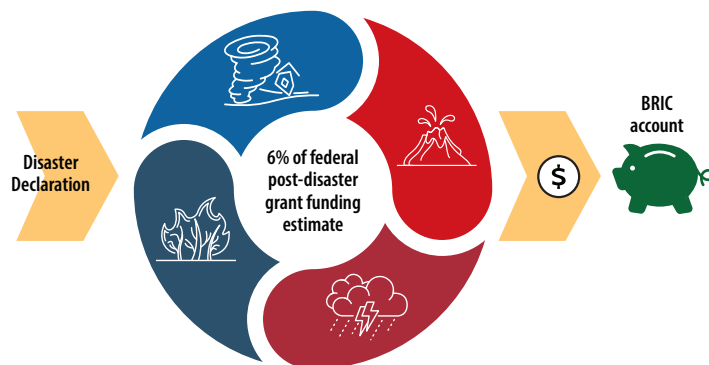 Disaster
Declaration
6% of federal
post-disaster
grant funding
estimate
$
BRIC
account